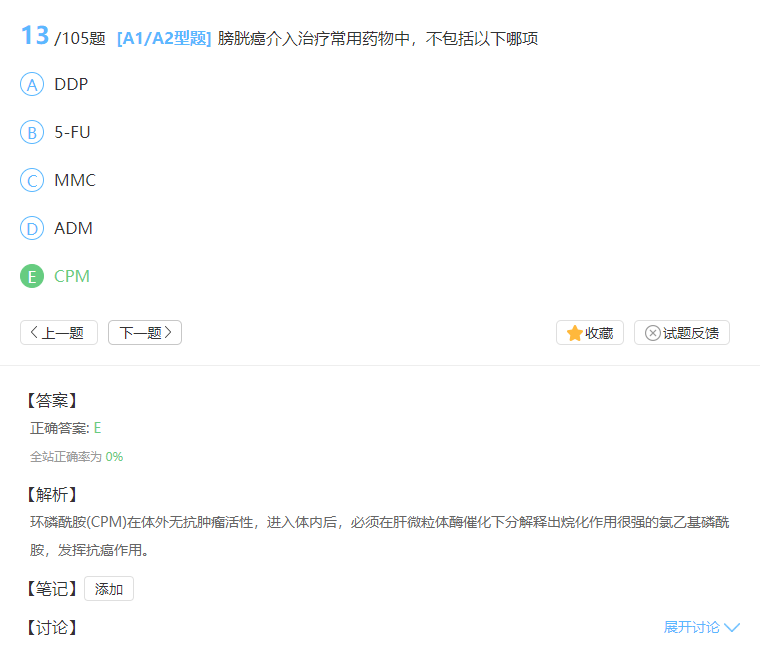 13 /105题 [A1/A2型题] 膀胱癌介入治疗常用药物中，不包括以下哪项
A DDP
B 5-FU
C MMC
D ADM
E CPM
上一题 下一题 收藏 试题反馈
【答案】
正确答案: E
全站正确率为 0%
【解析】
环磷酰胺(CPM)在体外无抗肿瘤活性，进入体内后，必须在肝微粒体酶催化下分解释出烷化作用很强的氯乙基磷酰
胺，发挥抗癌作用。
【笔记】 添加
【讨论】 展开讨论